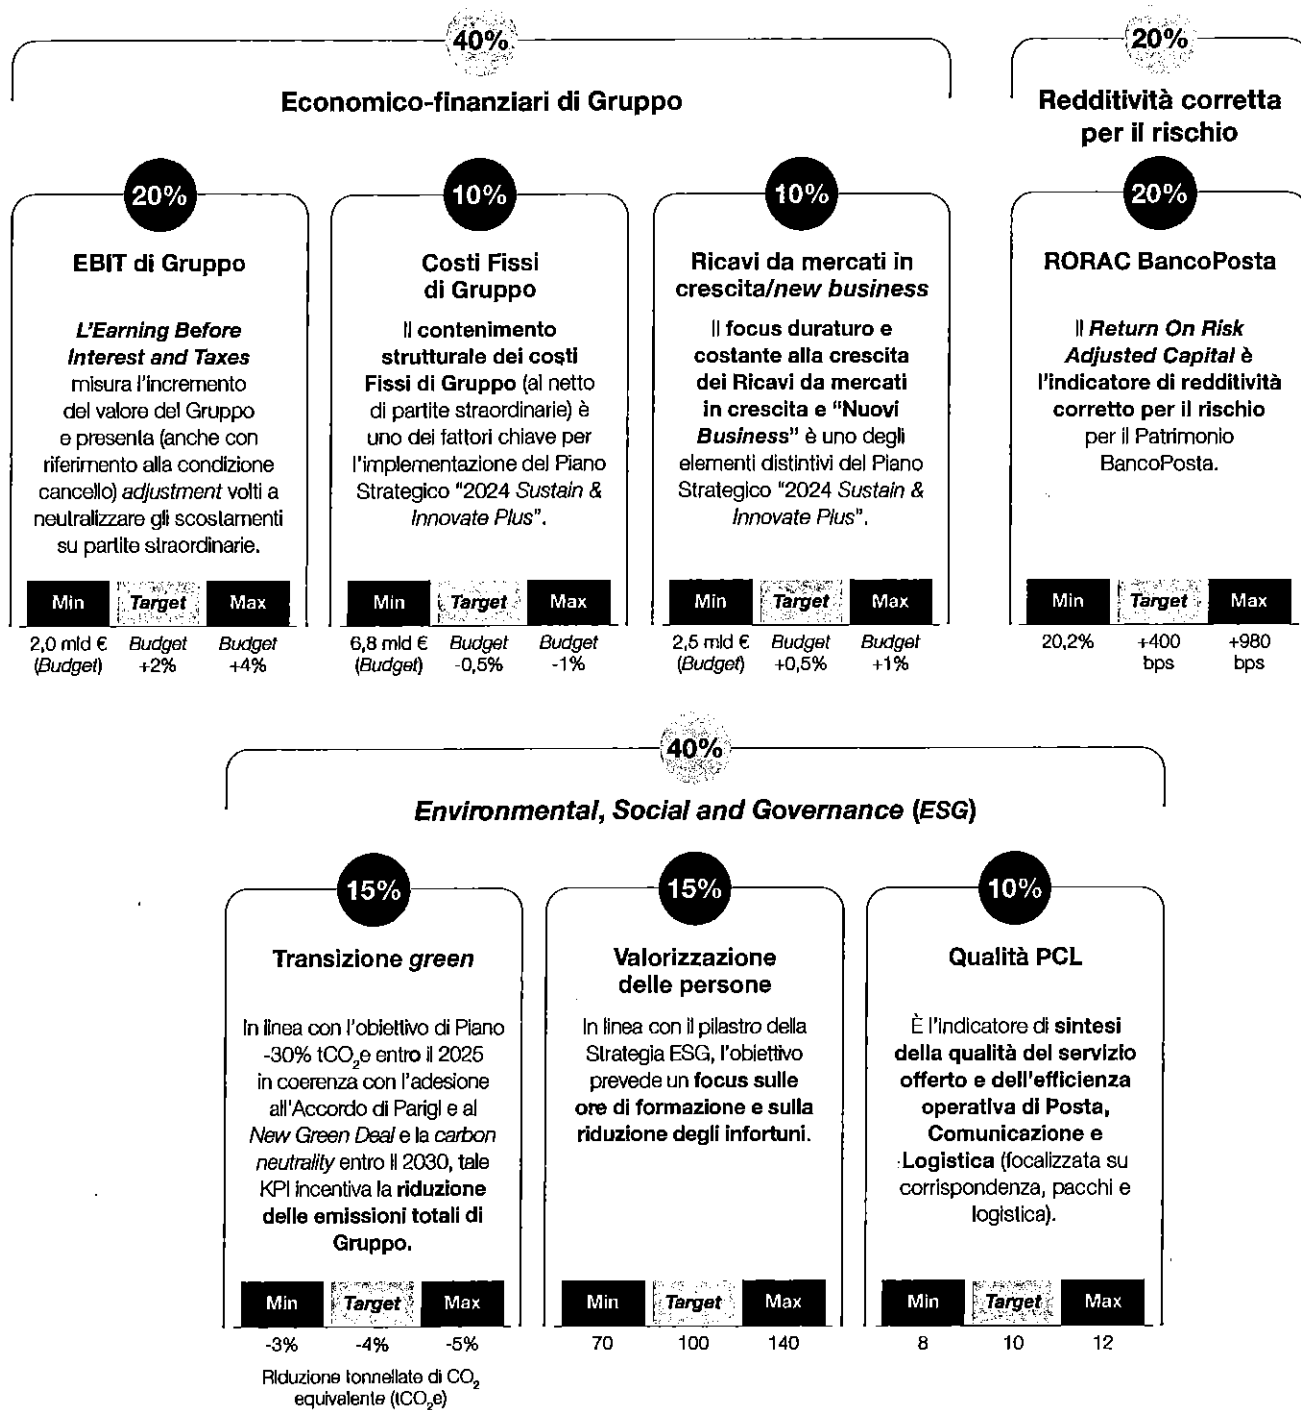 40%
Economico-finanziari di Gruppo
20%
Redditività corretta
per il rischio
20%
EBIT di Gruppo
L'Earning Before
Interest and Taxes
misura l'incremento
del valore del Gruppo
e presenta (anche con
riferimento alla condizione
cancello) adjustment volti a
neutralizzare gli scostamenti
su partite straordinarie.
Min Target Max
2,0 mld € Budget Budget
(Budget) +2% +4%
10%
Costi Fissi
di Gruppo
Il contenimento
strutturale dei costi
Fissi di Gruppo (al netto
di partite straordinarie) è
uno dei fattori chiave per
l'implementazione del Piano
Strategico "2024 Sustain &
Innovate Plus".
Min Target Max
6,8 mld € Budget Budget
(Budget) -0,5% -1%
10%
Ricavi da mercati in
crescita/new business
Il focus duraturo e
costante alla crescita
dei Ricavi da mercati
in crescita e "Nuovi
Business" è uno degli
elementi distintivi del Piano
Strategico "2024 Sustain &
Innovate Plus".
Min Target Max
2,5 mld € Budget Budget
(Budget) +0,5% +1%
20%
RORAC BancoPosta
Il Return On Risk
Adjusted Capital è
l'indicatore di redditività
corretto per il rischio
per il Patrimonio
BancoPosta.
Min Target Max
20,2% +400 +980
bps bps
40%
Environmental, Social and Governance (ESG)
15%
Transizione green
In linea con l'obiettivo di Piano
-30% tCO₂e entro il 2025
in coerenza con l'adesione
all'Accordo di Parigi e al
New Green Deal e la carbon
neutrality entro il 2030, tale
KPI incentiva la riduzione
delle emissioni totali di
Gruppo.
Min Target Max
-3% -4% -5%
Riduzione tonnellate di CO₂
equivalente (tCO₂e)
15%
Valorizzazione
delle persone
In linea con il pilastro della
Strategia ESG, l'obiettivo
prevede un focus sulle
ore di formazione e sulla
riduzione degli infortuni.
Min Target Max
70 100 140
10%
Qualità PCL
È l'indicatore di sintesi
della qualità del servizio
offerto e dell'efficienza
operativa di Posta,
Comunicazione e
Logistica (focalizzata su
corrispondenza, pacchi e
logistica).
Min Target Max
8 10 12